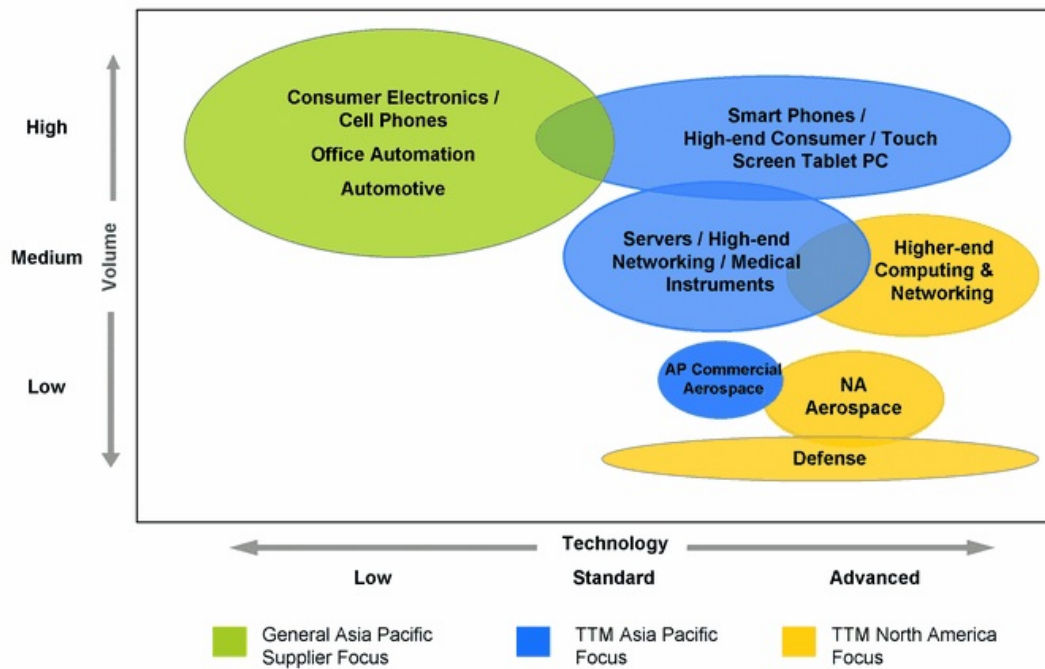 High
Medium
Low
Volume
Consumer Electronics /
Cell Phones
Office Automation
Automotive
Smart Phones /
High-end Consumer / Touch
Screen Tablet PC
Servers / High-end
Networking / Medical
Instruments
Higher-end
Computing &
Networking
AP Commercial
Aerospace
NA
Aerospace
Defense
Technology
Low
Standard
Advanced
General Asia Pacific
Supplier Focus
TTM Asia Pacific
Focus
TTM North America
Focus